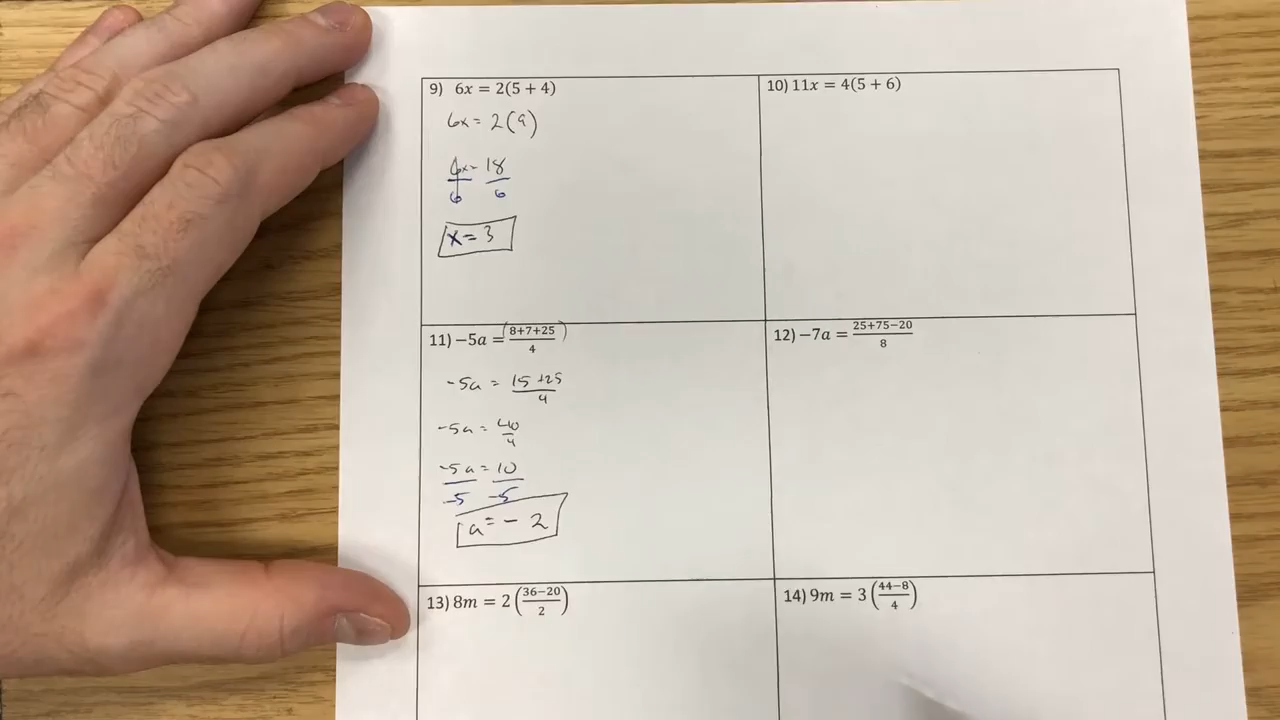 9) 6x = 2(5 + 4)
6x = 2(9)
6x = 18
6 6
x = 3
10) 11x = 4(5 + 6)
11) −5a = (8+7+25)/4
-5a = 15+25/4
-5a = 40/4
-5a = 10
-5 -5
a = - 2
12) −7a = 25+75−20/8
13) 8m = 2 (36−20/2)
14) 9m = 3 (44−8/4)